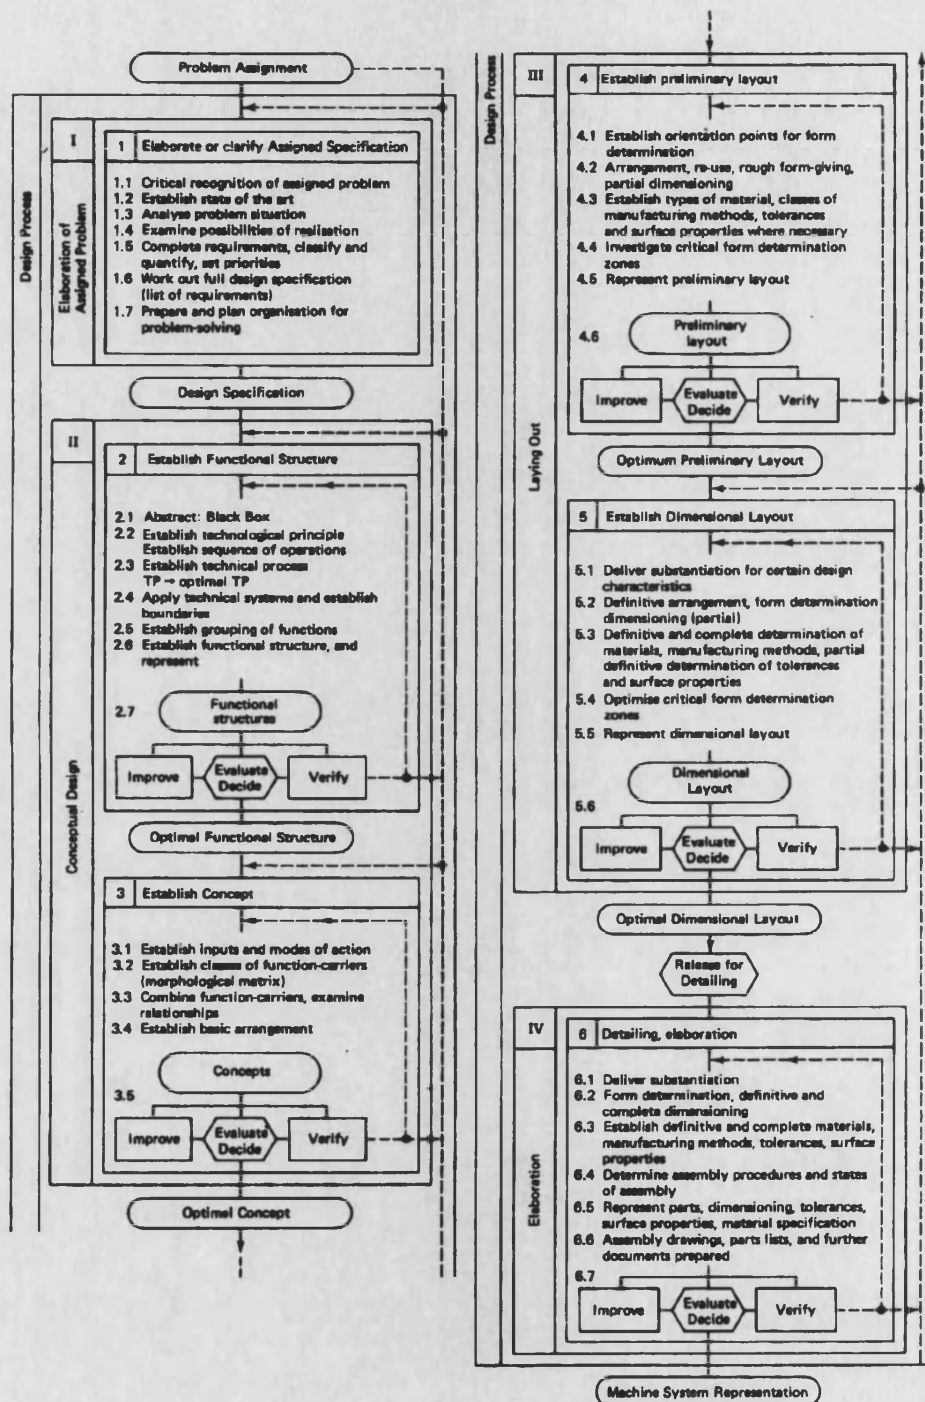 Problem Assignment
Design Process
I
Elaboration of
Assigned Problem
1 Elaborate or clarify Assigned Specification
1.1 Critical recognition of assigned problem
1.2 Establish state of the art
1.3 Analyse problem situation
1.4 Examine possibilities of realisation
1.5 Complete requirements, classify and
quantify, set priorities
1.6 Work out full design specification
(list of requirements)
1.7 Prepare and plan organisation for
problem-solving
Design Specification
II
Conceptual Design
2 Establish Functional Structure
2.1 Abstract: Black Box
2.2 Establish technological principle
Establish sequence of operations
2.3 Establish technical process
TP → optimal TP
2.4 Apply technical systems and establish
boundaries
2.5 Establish grouping of functions
2.6 Establish functional structure, and
represent
2.7
Functional
structures
Improve
Evaluate
Decide
Verify
Optimal Functional Structure
3 Establish Concept
3.1 Establish inputs and modes of action
3.2 Establish classes of function-carriers
(morphological matrix)
3.3 Combine function-carriers, examine
relationships
3.4 Establish basic arrangement
Concepts
3.5
Improve
Evaluate
Decide
Verify
Optimal Concept
Design Process
III
Laying Out
4 Establish preliminary layout
4.1 Establish orientation points for form
determination
4.2 Arrangement, re-use, rough form-giving,
partial dimensioning
4.3 Establish types of material, classes of
manufacturing methods, tolerances
and surface properties where necessary
4.4 Investigate critical form determination
zones
4.5 Represent preliminary layout
4.6
Preliminary
layout
Improve
Evaluate
Decide
Verify
Optimum Preliminary Layout
5 Establish Dimensional Layout
5.1 Deliver substantiation for certain design
characteristics
5.2 Definitive arrangement, form determination
dimensioning (partial)
5.3 Definitive and complete determination of
materials, manufacturing methods, partial
definitive determination of tolerances
and surface properties
5.4 Optimise critical form determination
zones
5.5 Represent dimensional layout
Dimensional
Layout
5.6
Improve
Evaluate
Decide
Verify
Optimal Dimensional Layout
Release for
Detailing
IV
Elaboration
6 Detailing, elaboration
6.1 Deliver substantiation
6.2 Form determination, definitive and
complete dimensioning
6.3 Establish definitive and complete materials,
manufacturing methods, tolerances, surface
properties
6.4 Determine assembly procedures and states
of assembly
6.5 Represent parts, dimensioning, tolerances,
surface properties, material specification
6.6 Assembly drawings, parts lists, and further
documents prepared
6.7
Improve
Evaluate
Decide
Verify
Machine System Representation